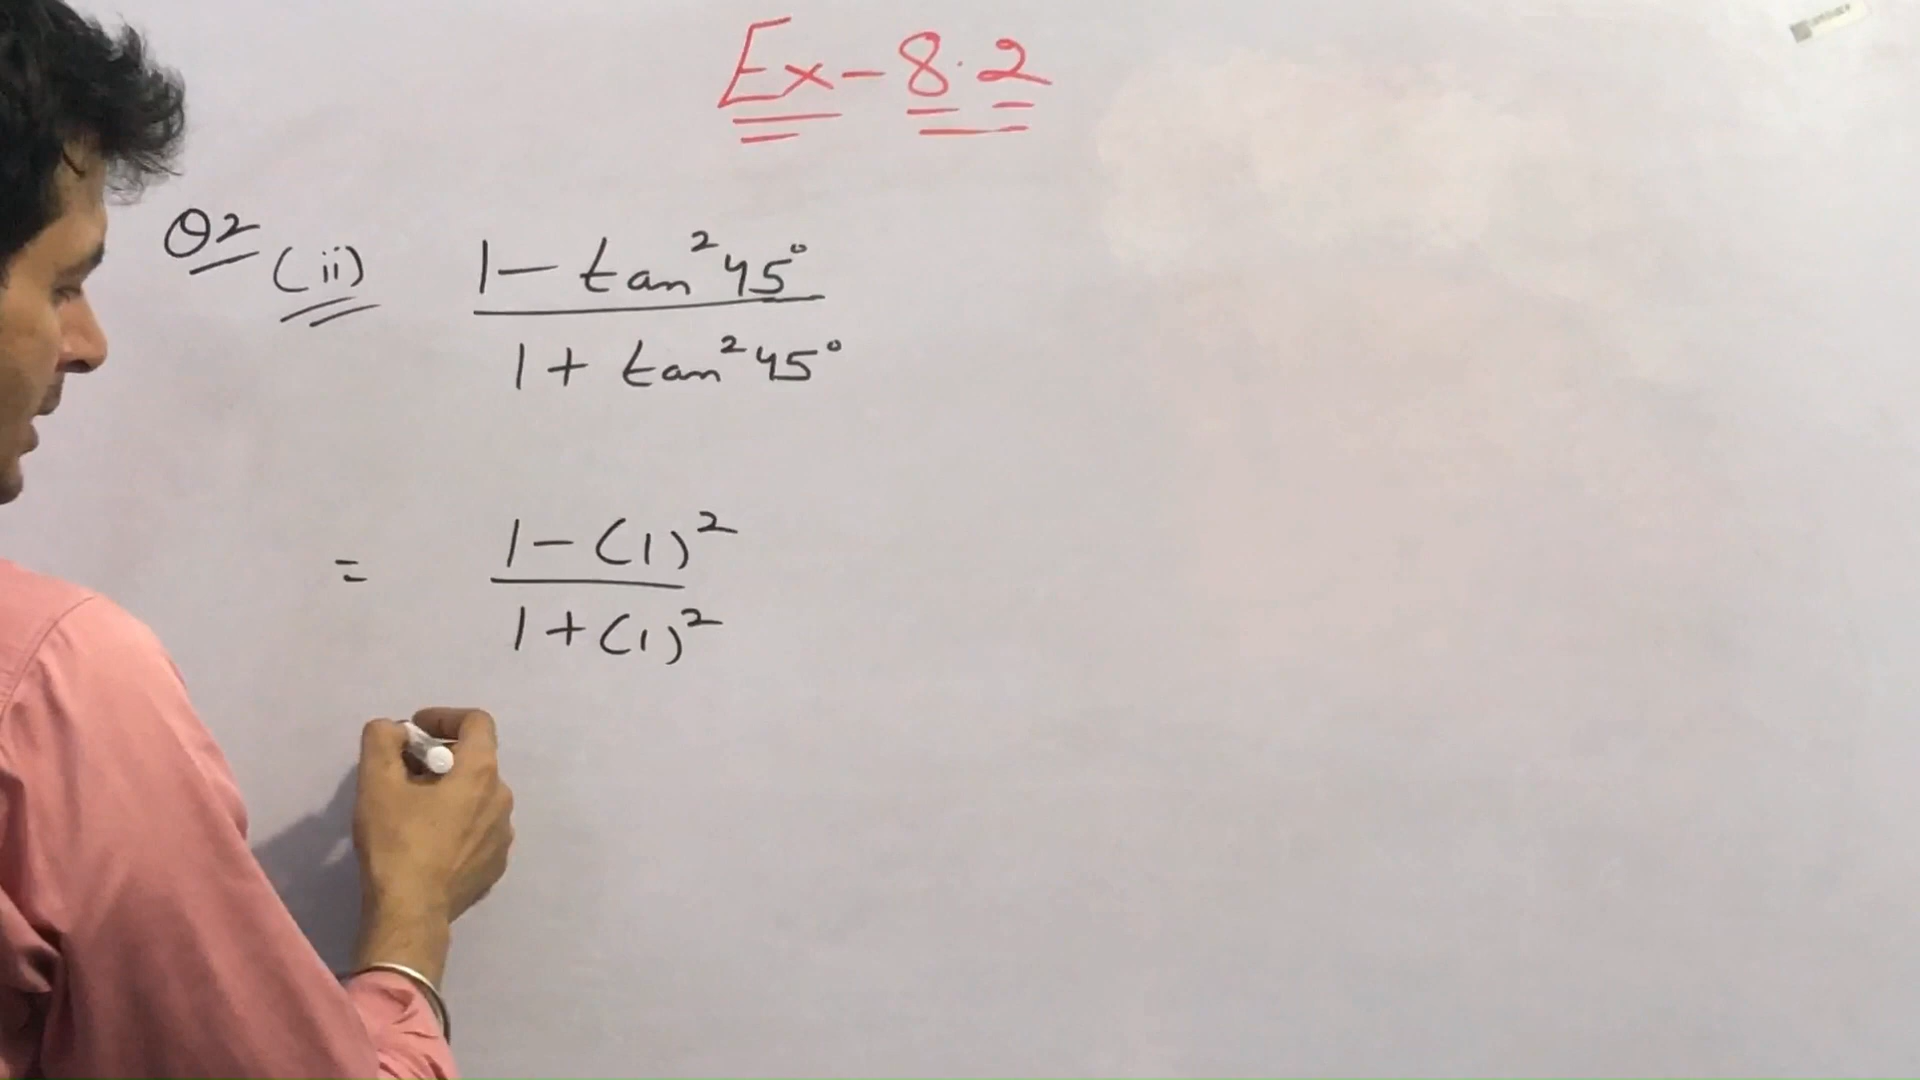 Ex-8.2
Q2 (ii) 1 - tan²45°
1 + tan²45°
= 1 - (1)²
1 + (1)²